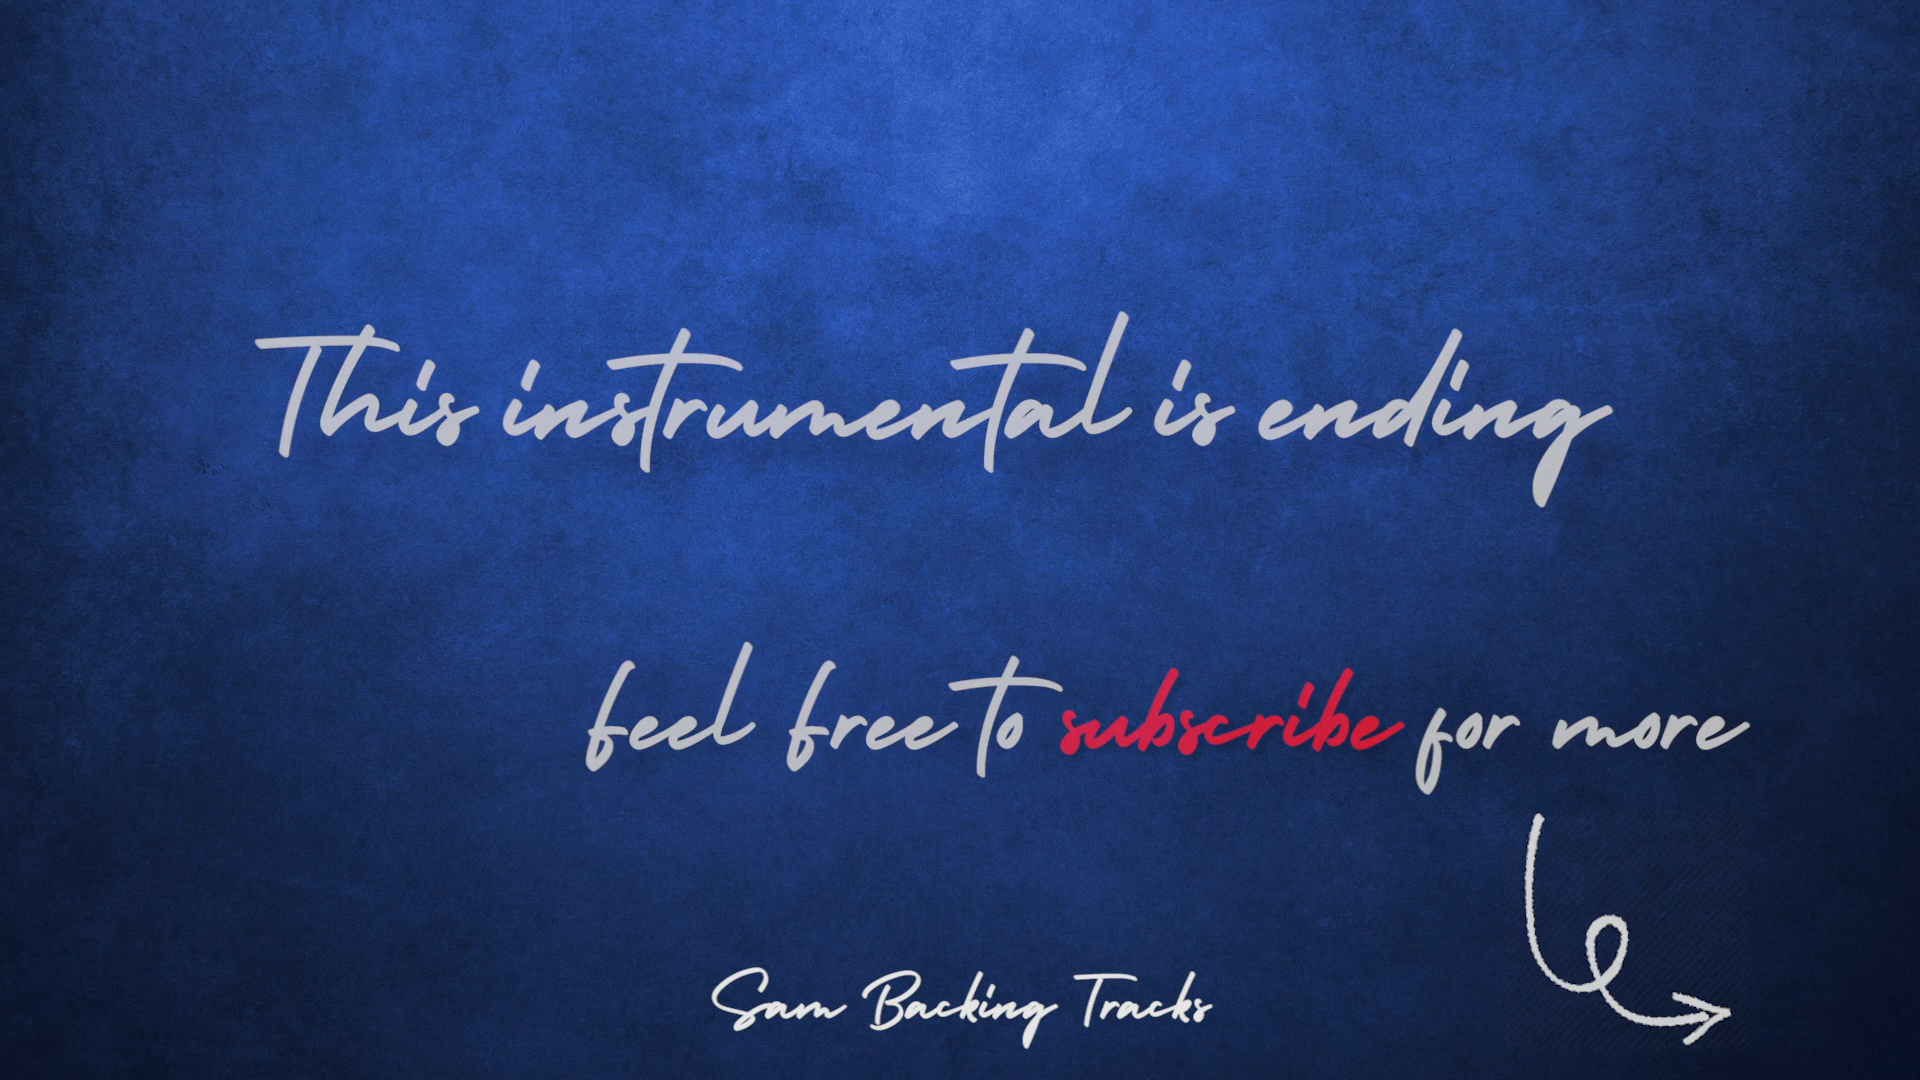 This instrumental is ending
feel free to subscribe for more
Sam Backing Tracks